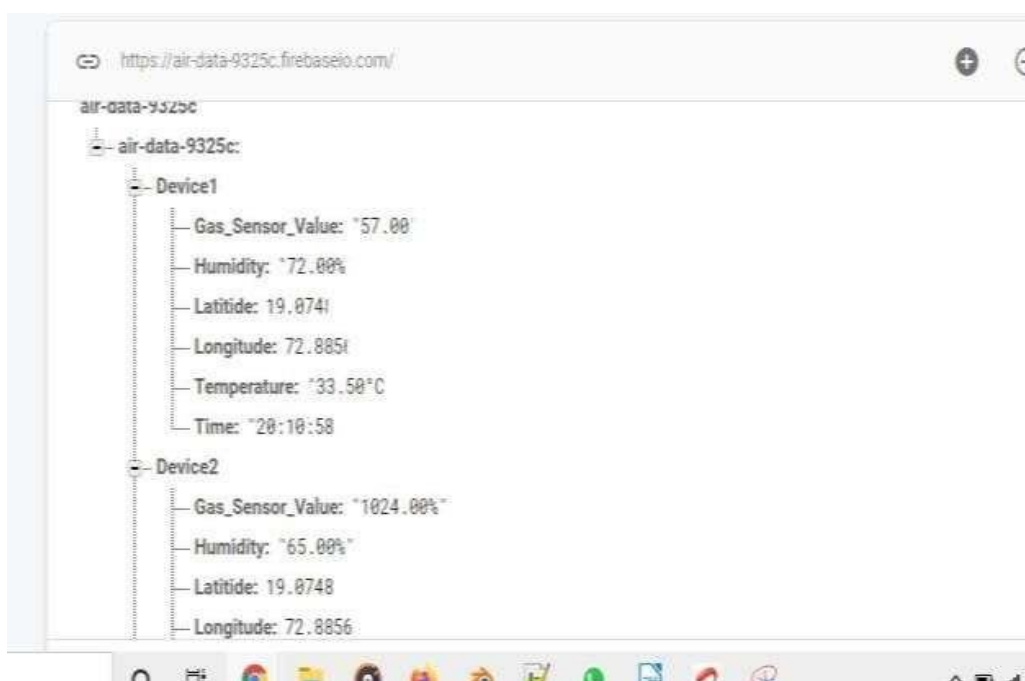 https://air-data-9325c.firebaseio.com/
air-data-9325c
air-data-9325c:
Device1
Gas_Sensor_Value: "57.00
Humidity: "72.00%
Latitide: 19.074
Longitude: 72.885
Temperature: "33.50°C
Time: "20:10:58
Device2
Gas_Sensor_Value: "1024.00%"
Humidity: "65.00%"
Latitide: 19.0748
Longitude: 72.8856